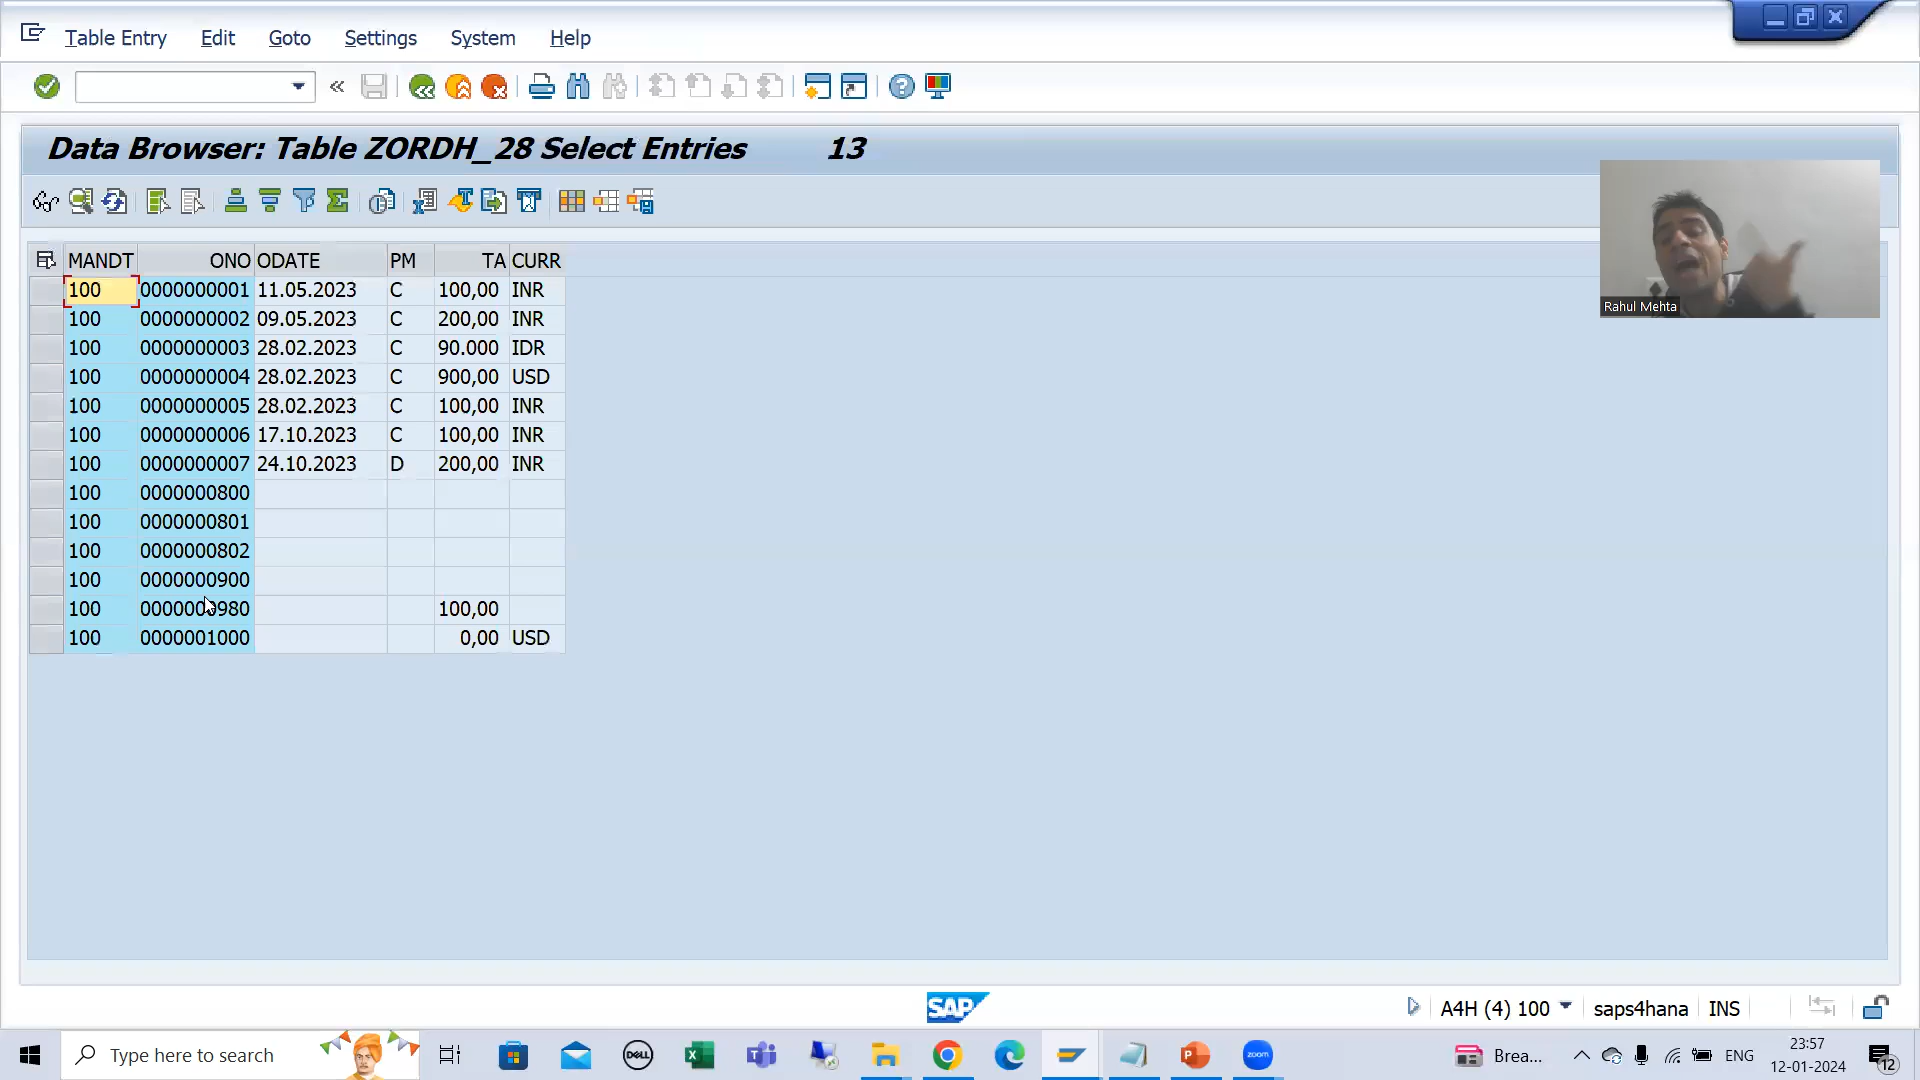 Table Entry Edit Goto Settings System Help
Data Browser: Table ZORDH_28 Select Entries 13
Rahul Mehta
MANDT ONO ODATE PM TA CURR
100 0000000001 11.05.2023 C 100,00 INR
100 0000000002 09.05.2023 C 200,00 INR
100 0000000003 28.02.2023 C 90.000 IDR
100 0000000004 28.02.2023 C 900,00 USD
100 0000000005 28.02.2023 C 100,00 INR
100 0000000006 17.10.2023 C 100,00 INR
100 0000000007 24.10.2023 D 200,00 INR
100 0000000800
100 0000000801
100 0000000802
100 0000000900
100 0000000980 100,00
100 0000001000 0,00 USD
SAP A4H (4) 100 saps4hana INS
Type here to search DELL zoom Brea... ENG 23:57
12-01-2024 12